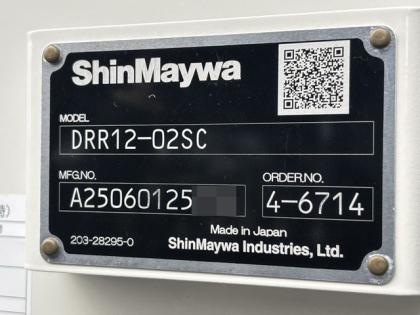 ShinMaywa
MODEL
DRR12-02SC
MFG.NO. ORDER.NO.
A25060125 4-6714
Made in Japan
203-28295-0 ShinMaywa Industries, Ltd.